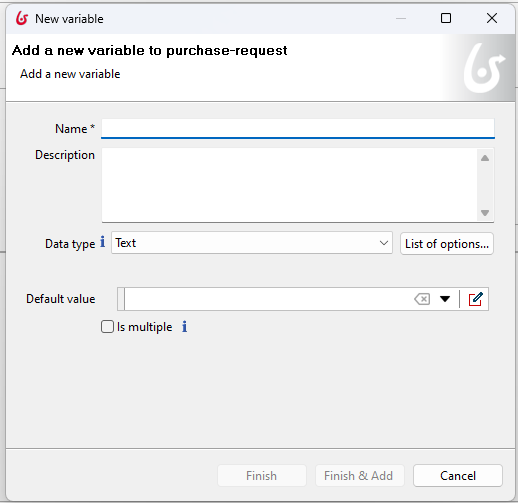 New variable
Add a new variable to purchase-request
Add a new variable
Name *
Description
Data type i Text List of options...
Default value
Is multiple i
Finish Finish & Add Cancel